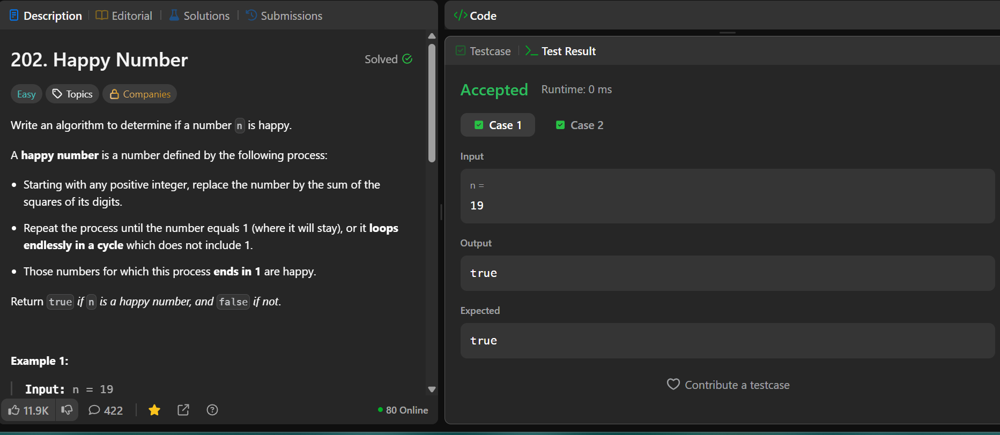 Description
Editorial
Solutions
Submissions
202. Happy Number
Solved
Easy
Topics
Companies
Write an algorithm to determine if a number n is happy.
A happy number is a number defined by the following process:
• Starting with any positive integer, replace the number by the sum of the
squares of its digits.
• Repeat the process until the number equals 1 (where it will stay), or it loops
endlessly in a cycle which does not include 1.
• Those numbers for which this process ends in 1 are happy.
Return true if n is a happy number, and false if not.
Example 1:
Input: n = 19
11.9K
422
80 Online
</> Code
Testcase
Test Result
Accepted
Runtime: 0 ms
Case 1
Case 2
Input
n =
19
Output
true
Expected
true
Contribute a testcase